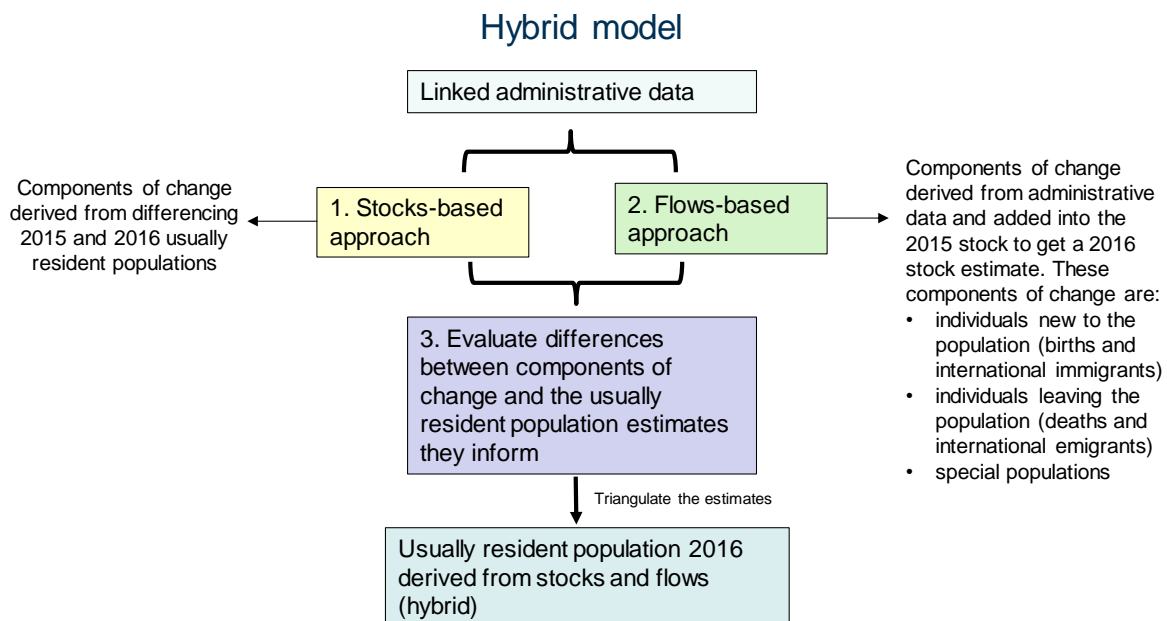 Hybrid model
Linked administrative data
Components of change
derived from differencing
2015 and 2016 usually
resident populations
1. Stocks-based
approach
2. Flows-based
approach
Components of change
derived from administrative
data and added into the
2015 stock to get a 2016
stock estimate. These
components of change are:
• individuals new to the
population (births and
international immigrants)
• individuals leaving the
population (deaths and
international emigrants)
• special populations
3. Evaluate differences
between components of
change and the usually
resident population estimates
they inform
Triangulate the estimates
Usually resident population 2016
derived from stocks and flows
(hybrid)